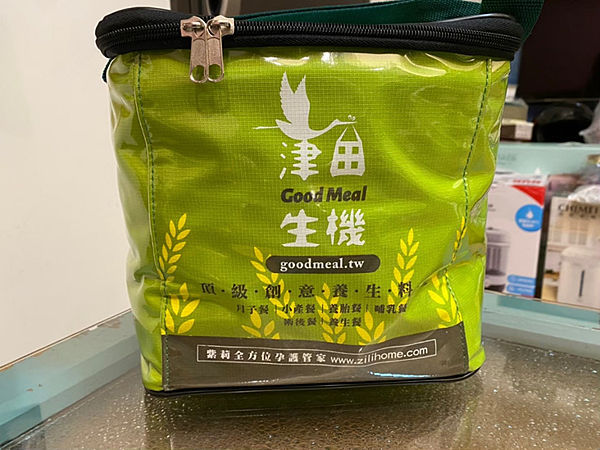 津田
Good Meal
生機
goodmeal.tw
頂·級·創·意·養·生·料
月子餐|小產餐|養胎餐|哺乳餐
術後餐|養生餐
紫莉全方位孕護管家 www.zilihome.com
CHIMEI